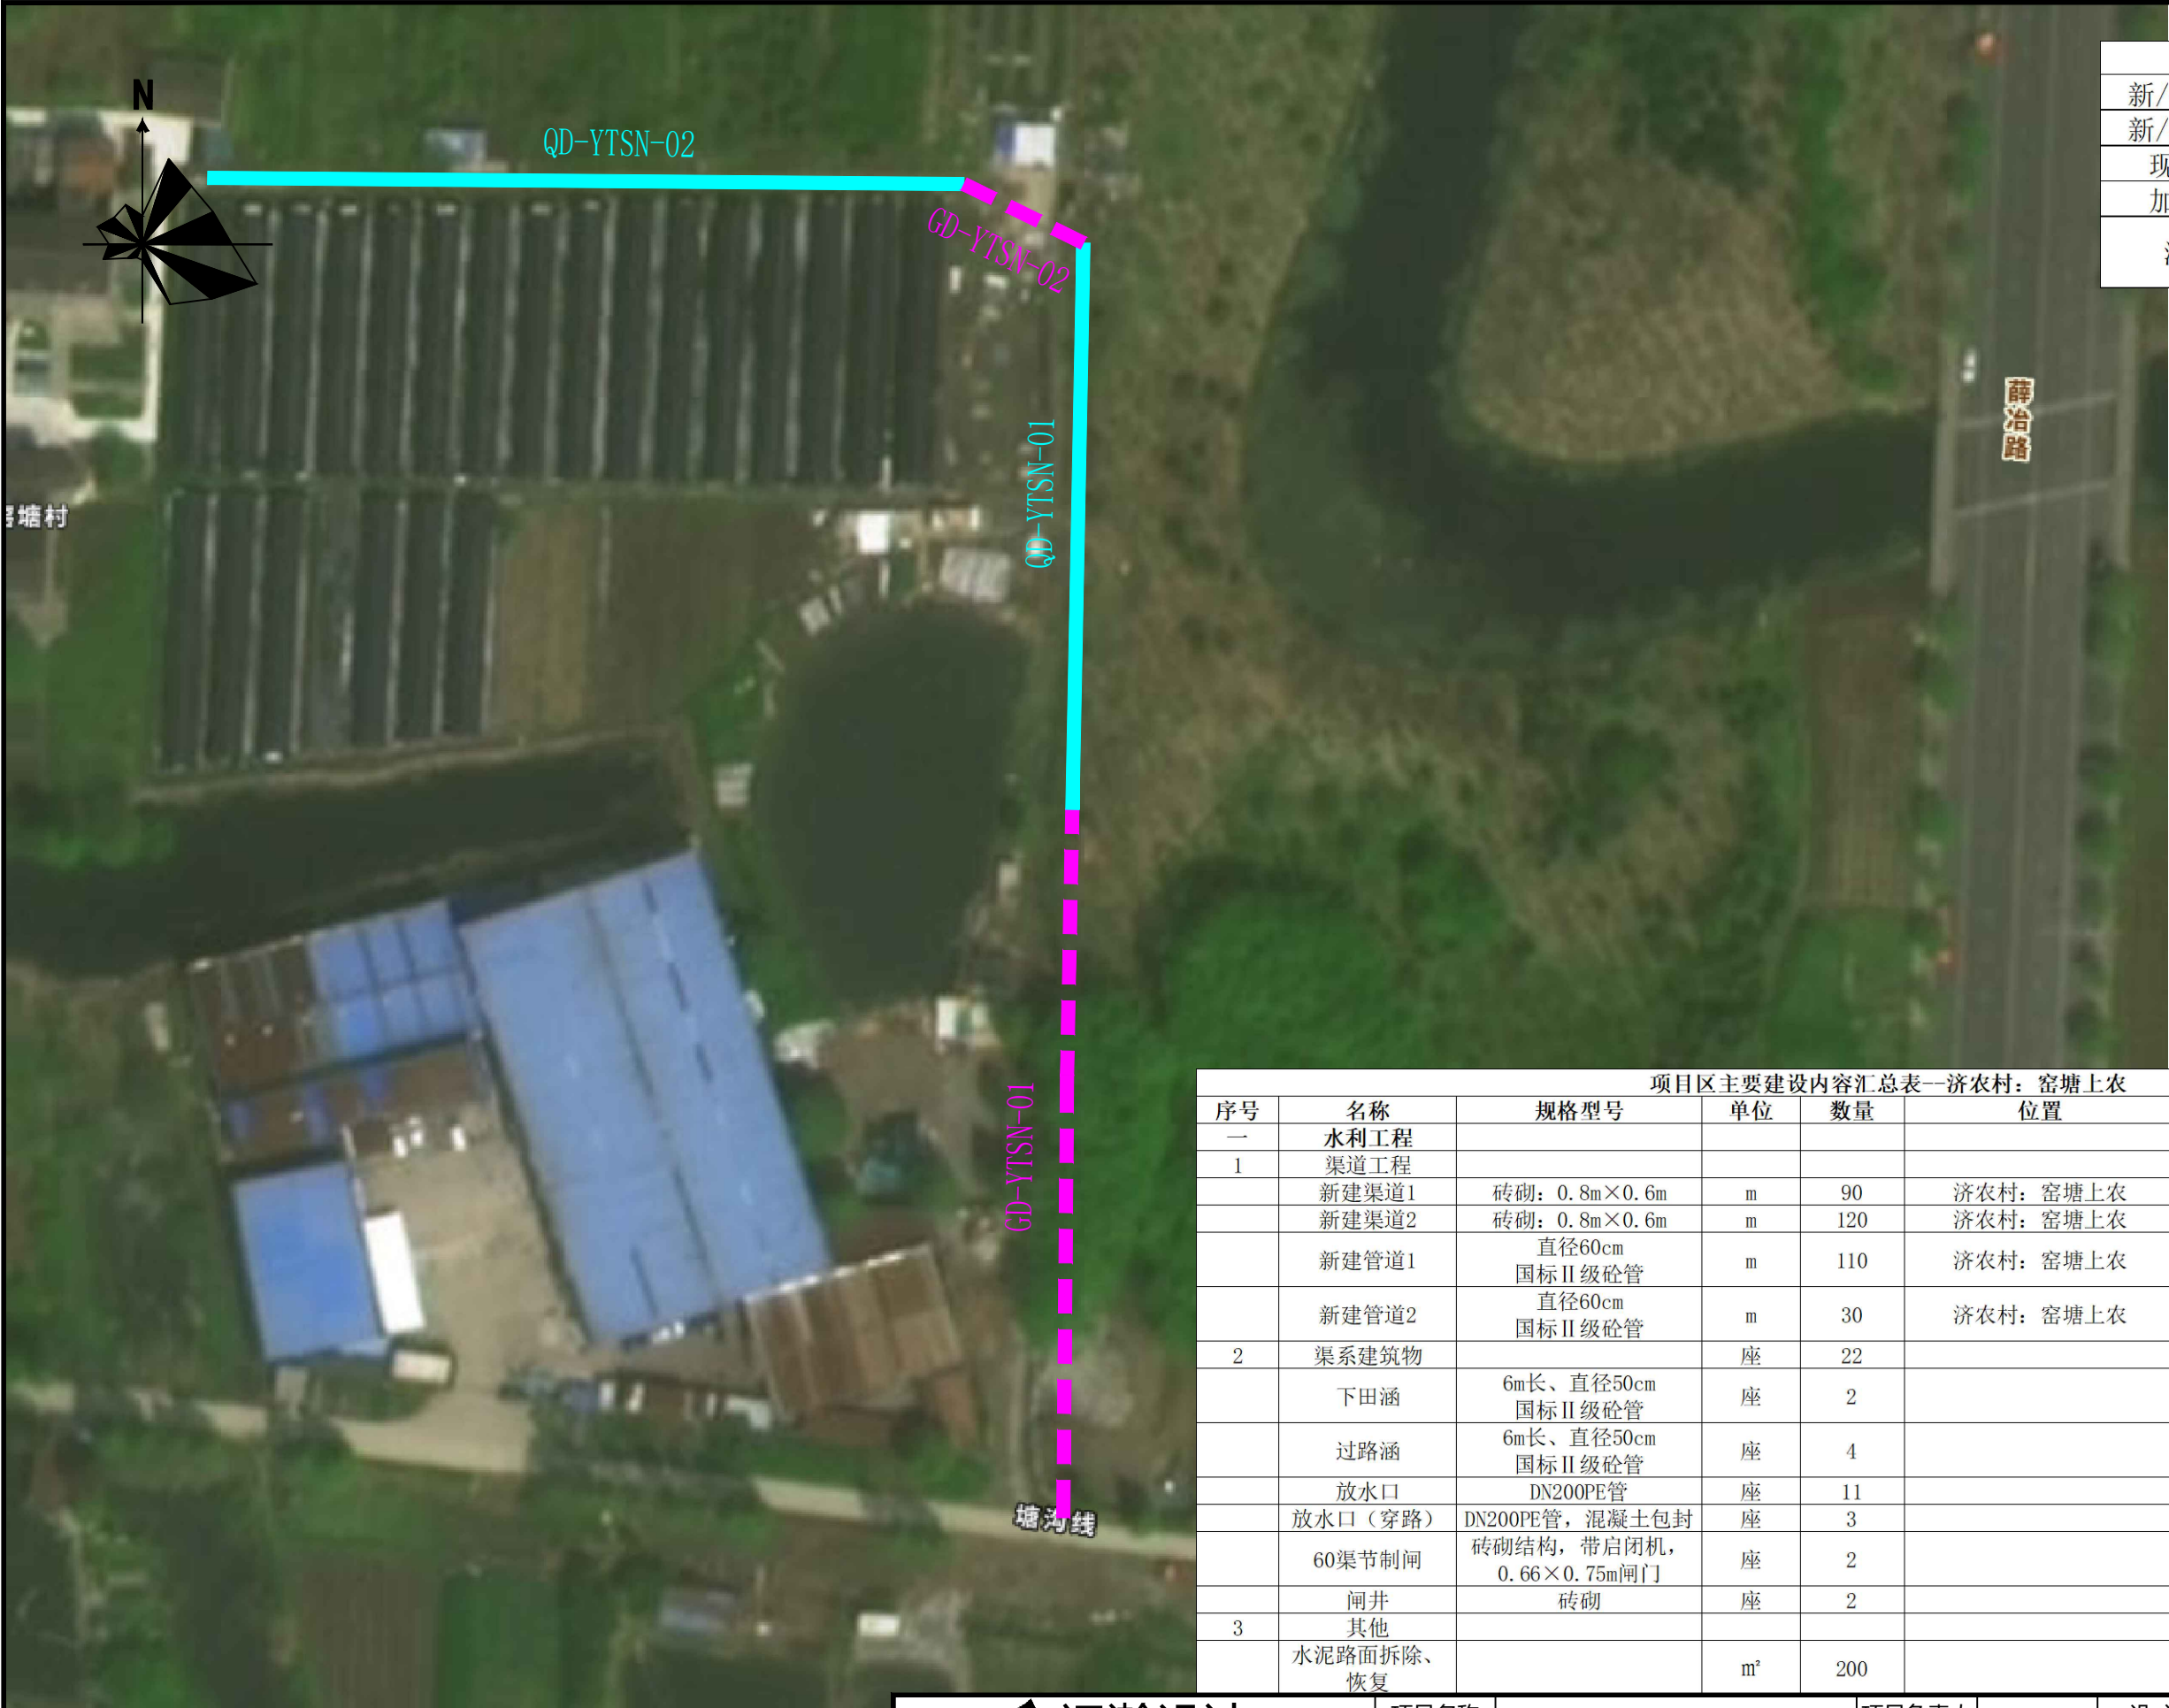 N
QD-YTSN-02
GD-YTSN-02
QD-YTSN-01
GD-YTSN-01
薛冶路
塘村
塘沟线
新/
新/
现
加
项目区主要建设内容汇总表--济农村：窑塘上农
序号 名称 规格型号 单位 数量 位置
一 水利工程
1 渠道工程
新建渠道1 砖砌：0.8m×0.6m m 90 济农村：窑塘上农
新建渠道2 砖砌：0.8m×0.6m m 120 济农村：窑塘上农
新建管道1 直径60cm 国标Ⅱ级砼管 m 110 济农村：窑塘上农
新建管道2 直径60cm 国标Ⅱ级砼管 m 30 济农村：窑塘上农
2 渠系建筑物 座 22
下田涵 6m长、直径50cm 国标Ⅱ级砼管 座 2
过路涵 6m长、直径50cm 国标Ⅱ级砼管 座 4
放水口 DN200PE管 座 11
放水口（穿路） DN200PE管，混凝土包封 座 3
60渠节制闸 砖砌结构，带启闭机，0.66×0.75m闸门 座 2
闸井 砖砌 座 2
3 其他
水泥路面拆除、恢复 m² 200